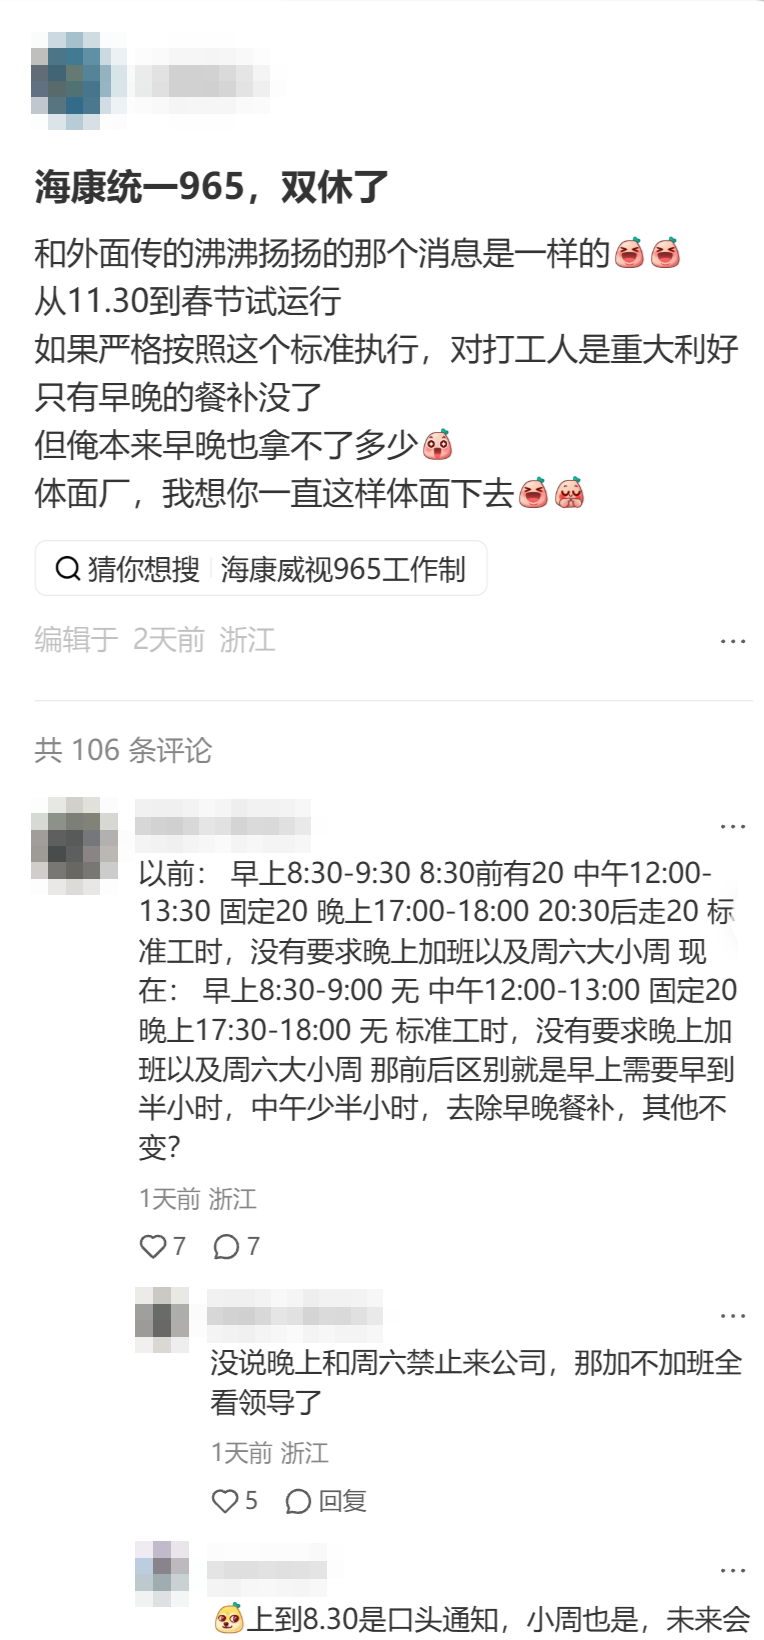 海康统一965，双休了
和外面传的沸沸扬扬的那个消息是一样的
从11.30到春节试运行
如果严格按照这个标准执行，对打工人是重大利好
只有早晚的餐补没了
但俺本来早晚也拿不了多少
体面厂，我想你一直这样体面下去
猜你想搜 海康威视965工作制
编辑于 2天前 浙江
共 106 条评论
以前： 早上8:30-9:30 8:30前有20 中午12:00-
13:30 固定20 晚上17:00-18:00 20:30后走20 标
准工时，没有要求晚上加班以及周六大小周 现
在： 早上8:30-9:00 无 中午12:00-13:00 固定20
晚上17:30-18:00 无 标准工时，没有要求晚上加
班以及周六大小周 那前后区别就是早上需要早到
半小时，中午少半小时，去除早晚餐补，其他不
变？
1天前 浙江
7 7
没说晚上和周六禁止来公司，那加不加班全
看领导了
1天前 浙江
5 回复
上到8.30是口头通知，小周也是，未来会